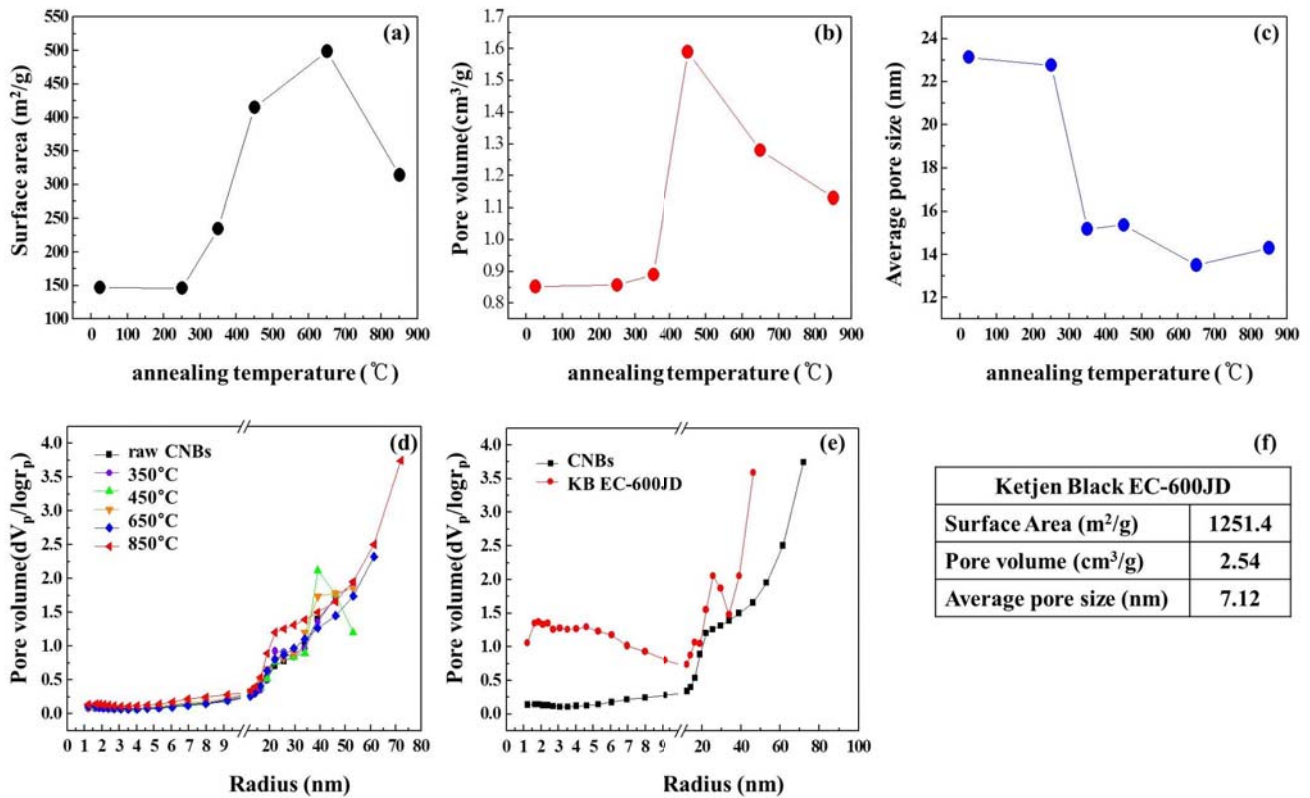 (a)
Surface area (m²/g)
550
500
450
400
350
300
250
200
150
100
0 100 200 300 400 500 600 700 800 900
annealing temperature (℃)
(b)
Pore volume(cm³/g)
1.7
1.6
1.5
1.4
1.3
1.2
1.1
1.0
0.9
0.8
0 100 200 300 400 500 600 700 800 900
annealing temperature (℃)
(c)
Average pore size (nm)
24
22
20
18
16
14
12
0 100 200 300 400 500 600 700 800 900
annealing temperature (℃)
(d)
Pore volume(dVp/logrp)
4.0
3.5
3.0
2.5
2.0
1.5
1.0
0.5
0.0
raw CNBs
350°C
450°C
650°C
850°C
0 1 2 3 4 5 6 7 8 9 20 30 40 50 60 70 80
Radius (nm)
(e)
Pore volume(dVp/logrp)
4.0
3.5
3.0
2.5
2.0
1.5
1.0
0.5
0.0
CNBs
KB EC-600JD
0 1 2 3 4 5 6 7 8 9 20 40 60 80 100
Radius (nm)
(f)
Ketjen Black EC-600JD
Surface Area (m²/g) 1251.4
Pore volume (cm³/g) 2.54
Average pore size (nm) 7.12